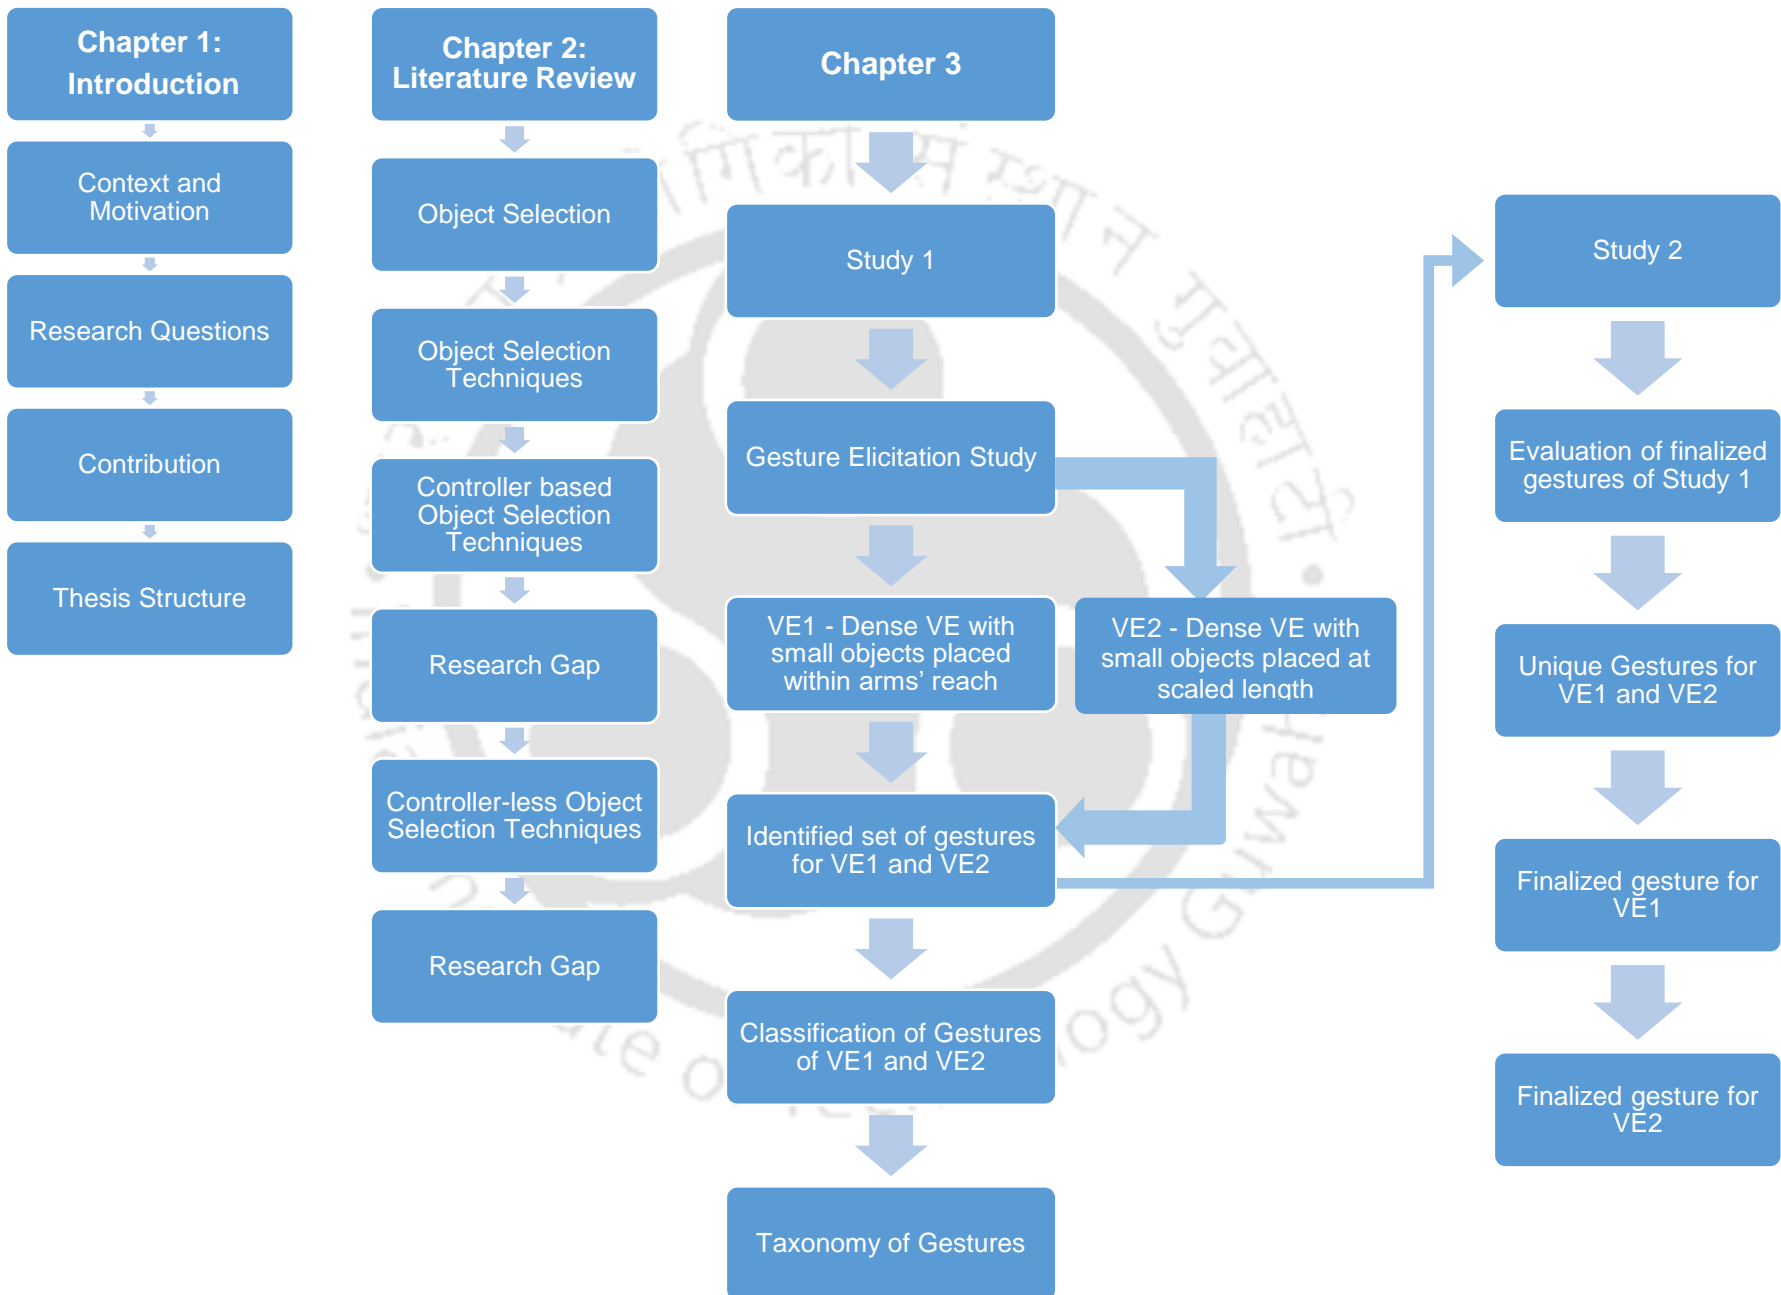 Chapter 1:
Introduction
Context and
Motivation
Research Questions
Contribution
Thesis Structure
Chapter 2:
Literature Review
Object Selection
Object Selection
Techniques
Controller based
Object Selection
Techniques
Research Gap
Controller-less Object
Selection Techniques
Research Gap
Chapter 3
Study 1
Gesture Elicitation Study
VE1 - Dense VE with
small objects placed
within arms’ reach
VE2 - Dense VE with
small objects placed at
scaled length
Identified set of gestures
for VE1 and VE2
Classification of Gestures
of VE1 and VE2
Taxonomy of Gestures
Study 2
Evaluation of finalized
gestures of Study 1
Unique Gestures for
VE1 and VE2
Finalized gesture for
VE1
Finalized gesture for
VE2